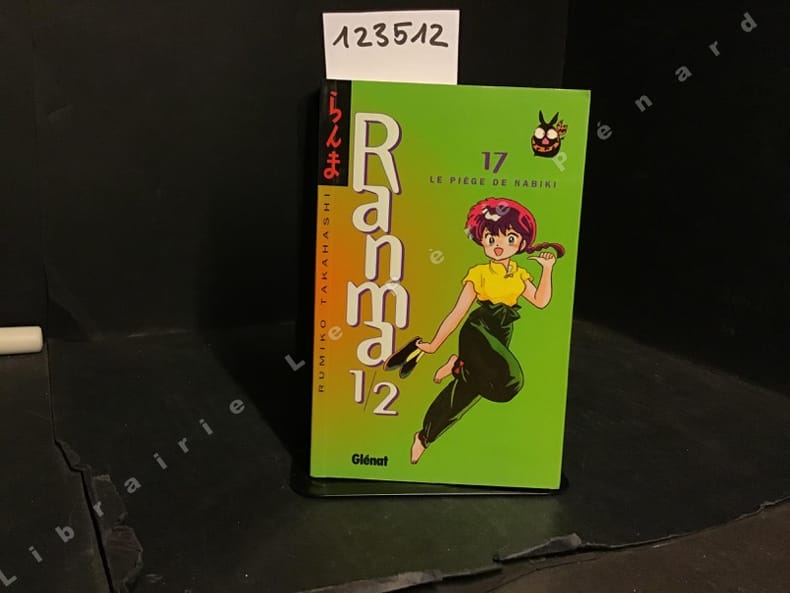 123512
らんま
Ranma
1/2
RUMIKO TAKAHASHI
17
LE PIÈGE DE NABIKI
Glénat
Librairie Le Pénard